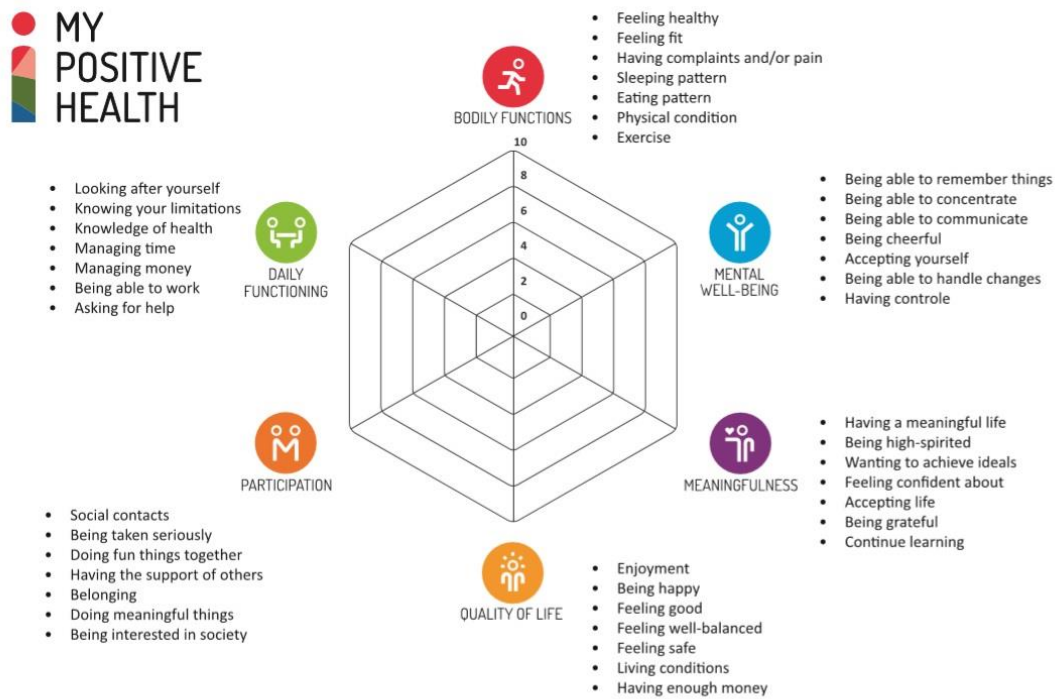 MY
POSITIVE
HEALTH
• Feeling healthy
• Feeling fit
• Having complaints and/or pain
• Sleeping pattern
• Eating pattern
• Physical condition
• Exercise
BODILY FUNCTIONS
10
8
6
4
2
0
• Looking after yourself
• Knowing your limitations
• Knowledge of health
• Managing time
• Managing money
• Being able to work
• Asking for help
DAILY
FUNCTIONING
MENTAL
WELL-BEING
• Being able to remember things
• Being able to concentrate
• Being able to communicate
• Being cheerful
• Accepting yourself
• Being able to handle changes
• Having controle
PARTICIPATION
• Social contacts
• Being taken seriously
• Doing fun things together
• Having the support of others
• Belonging
• Doing meaningful things
• Being interested in society
MEANINGFULNESS
• Having a meaningful life
• Being high-spirited
• Wanting to achieve ideals
• Feeling confident about
• Accepting life
• Being grateful
• Continue learning
QUALITY OF LIFE
• Enjoyment
• Being happy
• Feeling good
• Feeling well-balanced
• Feeling safe
• Living conditions
• Having enough money